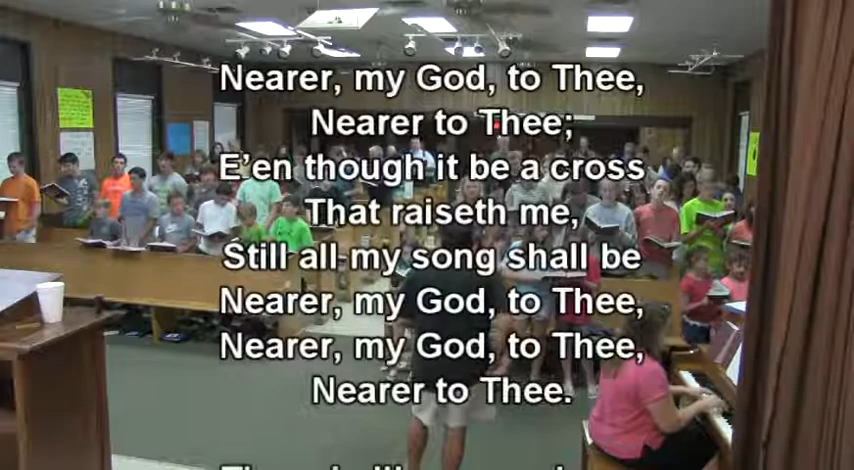 Nearer, my God, to Thee,
Nearer to Thee;
E'en though it be a cross
That raiseth me,
Still all my song shall be
Nearer, my God, to Thee,
Nearer, my God, to Thee,
Nearer to Thee.